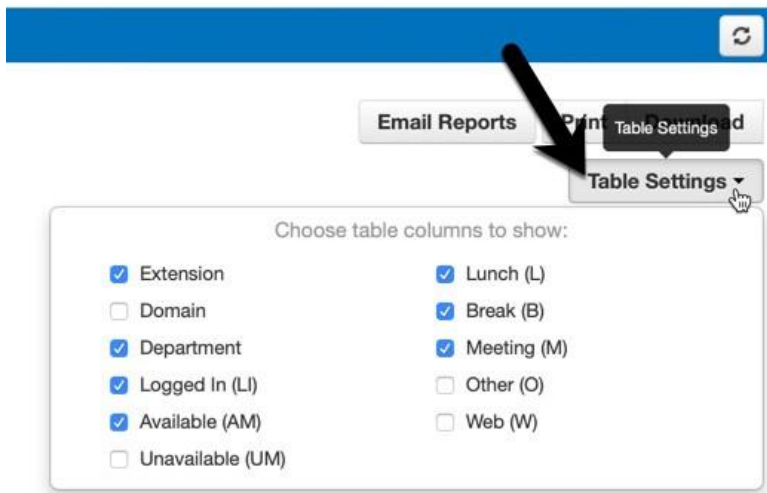 Email Reports Print Download
Table Settings
Table Settings
Choose table columns to show:
Extension Lunch (L)
Domain Break (B)
Department Meeting (M)
Logged In (LI) Other (O)
Available (AM) Web (W)
Unavailable (UM)